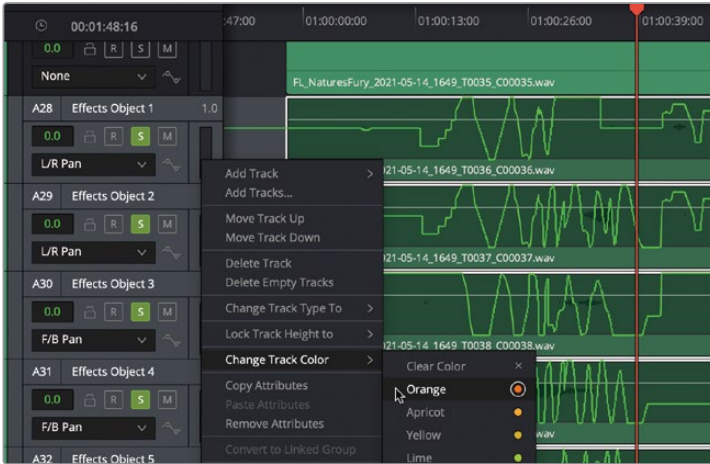 00:01:48:16
:47:00 01:00:00:00 01:00:13:00 01:00:26:00 01:00:39:00
0.0 R S M
None
FL_NaturesFury_2021-05-14_1649_T0035_C00035.wav
A28 Effects Object 1 1.0
0.0 R S M
L/R Pan
21-05-14_1649_T0036_C00036.wav
A29 Effects Object 2
0.0 R S M
L/R Pan
021-05-14_1649_T0037_C00037.wav
A30 Effects Object 3
0.0 R S M
F/B Pan
021-05-14_1649 T0038 C00038.wav
A31 Effects Object 4
0.0 R S M
F/B Pan
wav
A32 Effects Object 5
Add Track
Add Tracks...
Move Track Up
Move Track Down
Delete Track
Delete Empty Tracks
Change Track Type To
Lock Track Height to
Change Track Color
Copy Attributes
Paste Attributes
Remove Attributes
Convert to Linked Group
Clear Color
Orange
Apricot
Yellow
Lime